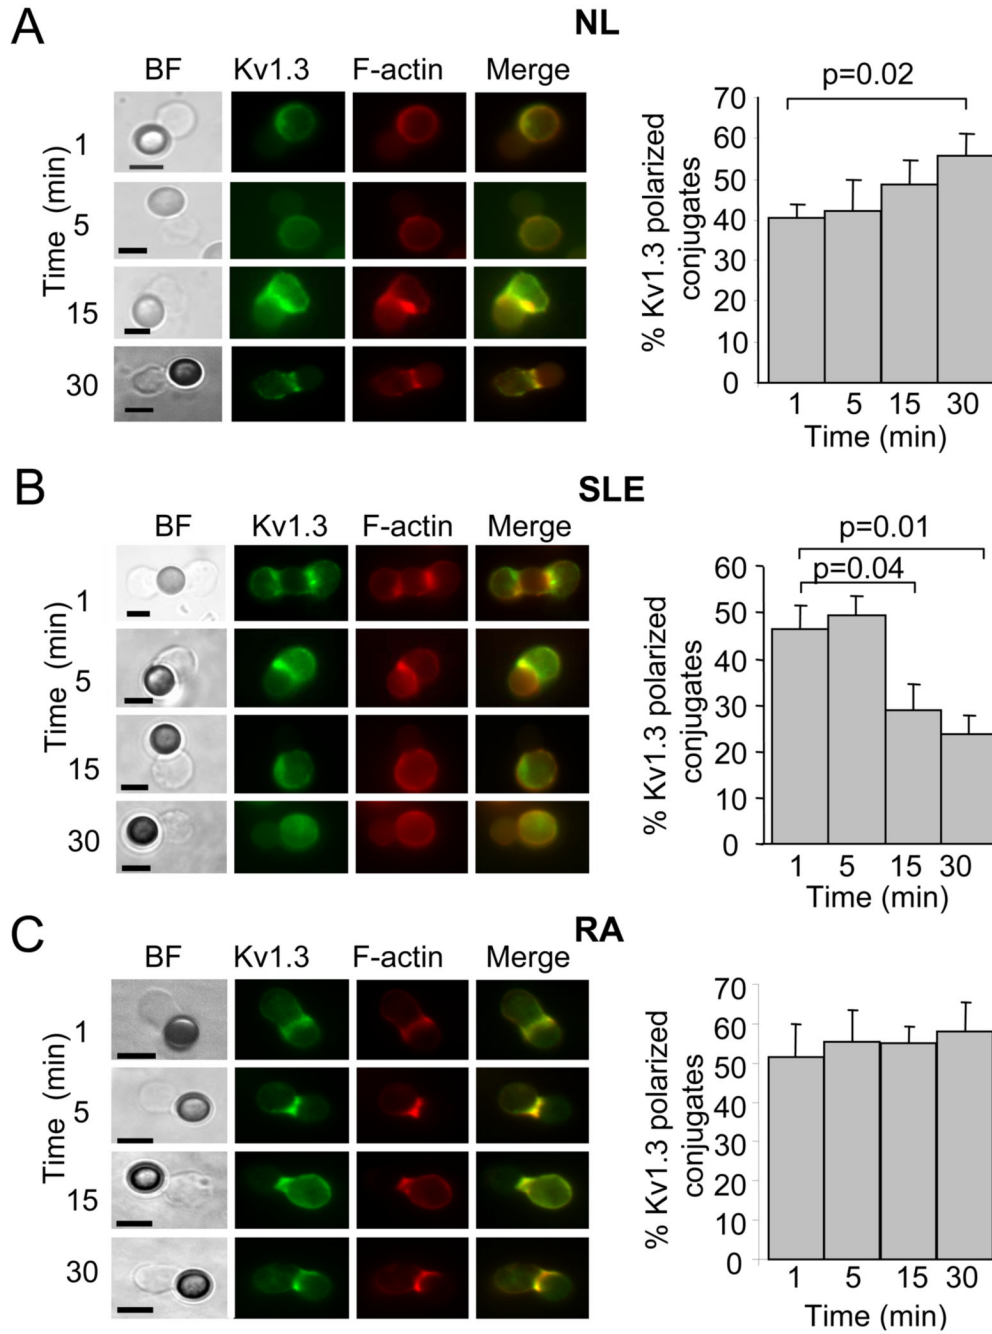 A
NL
BF Kv1.3 F-actin Merge
Time (min)
1
5
15
30
p=0.02
% Kv1.3 polarized
conjugates
70
60
50
40
30
20
10
0
1 5 15 30
Time (min)
B
SLE
BF Kv1.3 F-actin Merge
Time (min)
1
5
15
30
p=0.01
p=0.04
% Kv1.3 polarized
conjugates
60
50
40
30
20
10
0
1 5 15 30
Time (min)
C
RA
BF Kv1.3 F-actin Merge
Time (min)
1
5
15
30
% Kv1.3 polarized
conjugates
70
60
50
40
30
20
10
0
1 5 15 30
Time (min)